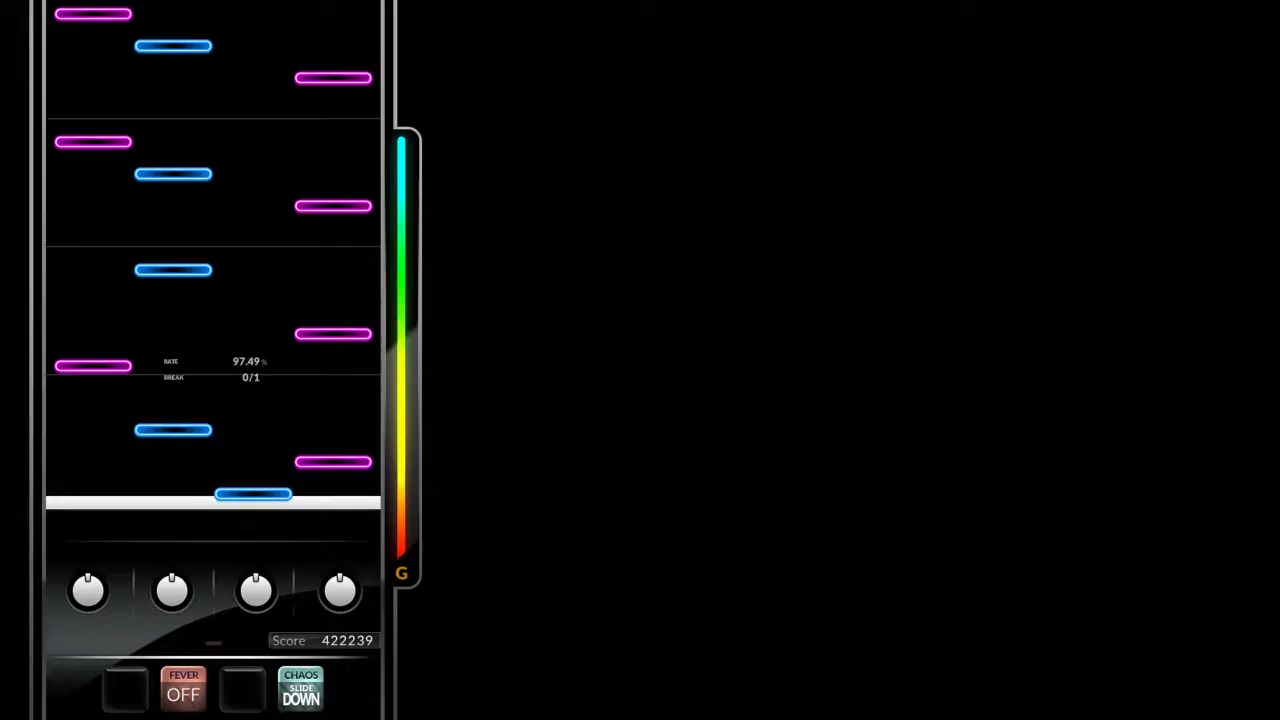 RATE 97.49%
BREAK 0/1
G
Score 422239
FEVER
OFF
CHAOS
SLIDE
DOWN